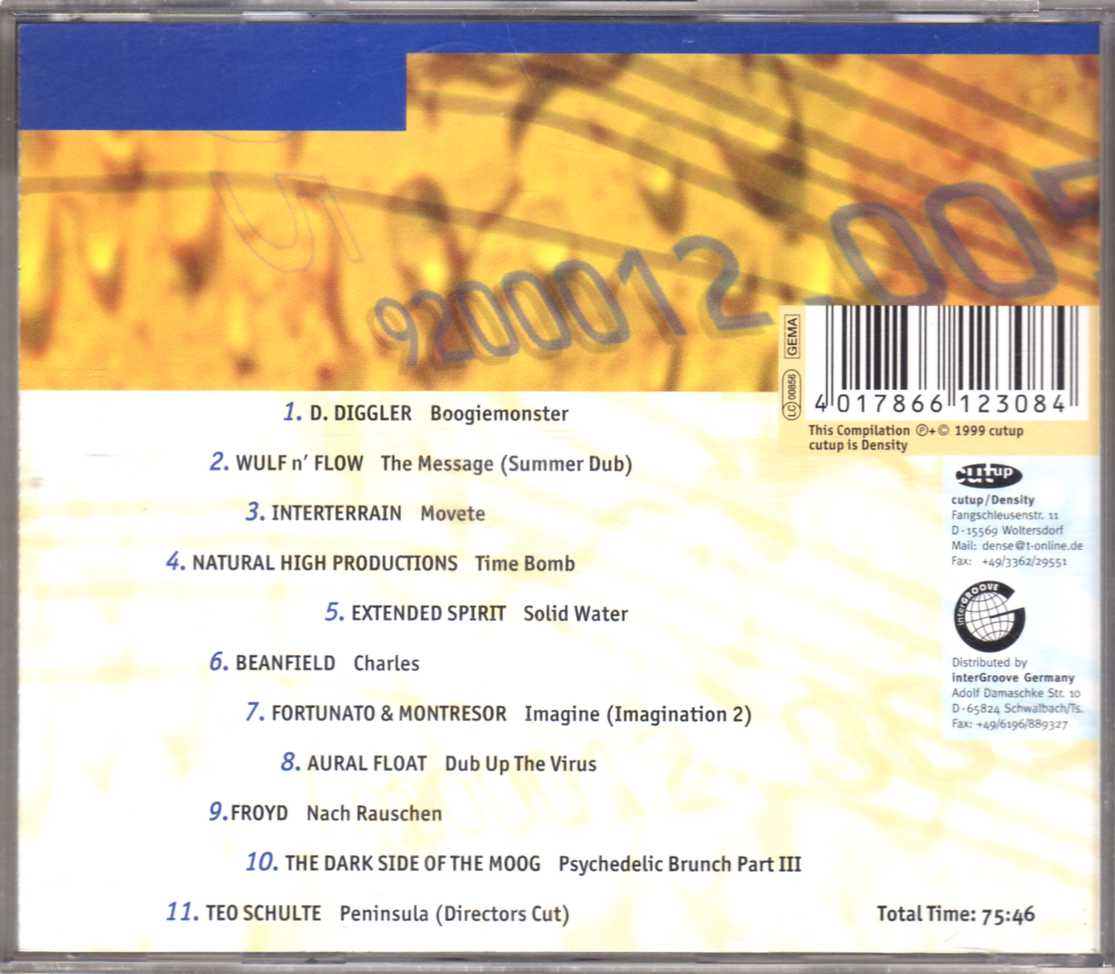 9200012.005
GEMA
LC 00856
4 017866 123084
This Compilation ℗+© 1999 cutup
cutup is Density
cutup
cutup/Density
Fangschleusenstr. 11
D-15569 Woltersdorf
Mail: dense@t-online.de
Fax: +49/3362/29551
interGROOVE
Distributed by
interGroove Germany
Adolf Damaschke Str. 10
D-65824 Schwalbach/Ts.
Fax: +49/6196/889327
1. D. DIGGLER Boogiemonster
2. WULF n' FLOW The Message (Summer Dub)
3. INTERTERRAIN Movete
4. NATURAL HIGH PRODUCTIONS Time Bomb
5. EXTENDED SPIRIT Solid Water
6. BEANFIELD Charles
7. FORTUNATO & MONTRESOR Imagine (Imagination 2)
8. AURAL FLOAT Dub Up The Virus
9. FROYD Nach Rauschen
10. THE DARK SIDE OF THE MOOG Psychedelic Brunch Part III
11. TEO SCHULTE Peninsula (Directors Cut)
Total Time: 75:46